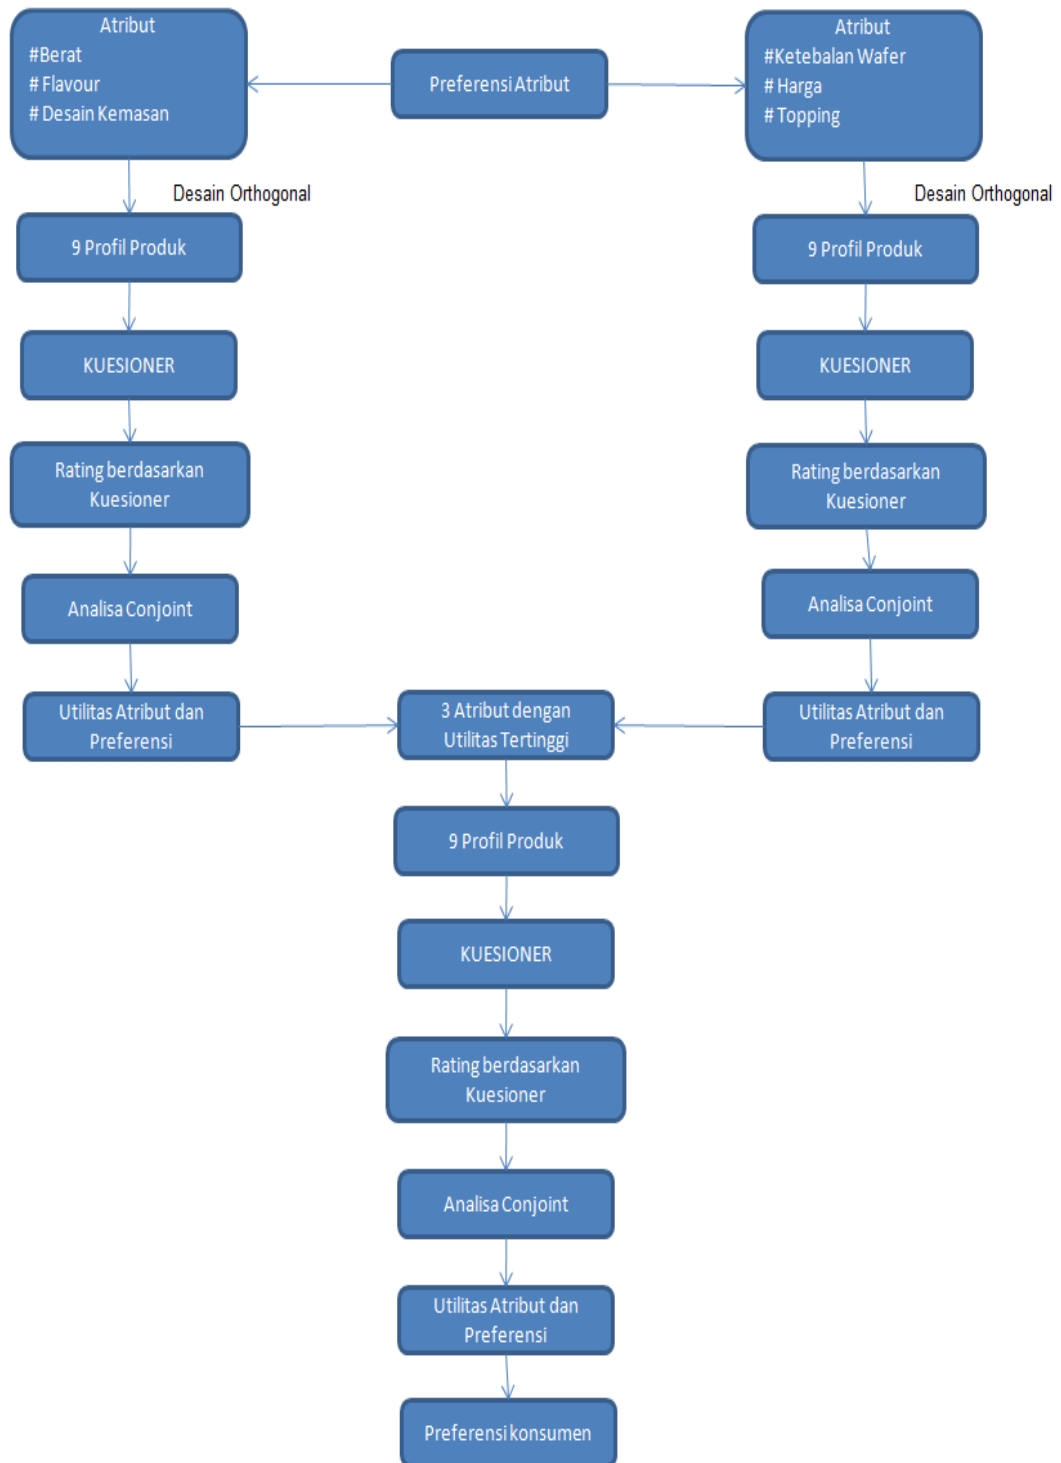 Atribut
#Berat
# Flavour
# Desain Kemasan
Preferensi Atribut
Atribut
#Ketebalan Wafer
# Harga
# Topping
Desain Orthogonal
Desain Orthogonal
9 Profil Produk
9 Profil Produk
KUESIONER
KUESIONER
Rating berdasarkan
Kuesioner
Rating berdasarkan
Kuesioner
Analisa Conjoint
Analisa Conjoint
Utilitas Atribut dan
Preferensi
3 Atribut dengan
Utilitas Tertinggi
Utilitas Atribut dan
Preferensi
9 Profil Produk
KUESIONER
Rating berdasarkan
Kuesioner
Analisa Conjoint
Utilitas Atribut dan
Preferensi
Preferensi konsumen